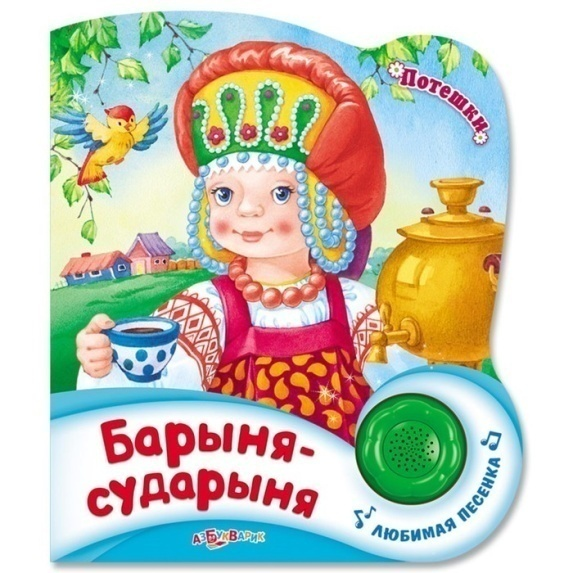 Потешки
Барыня-
сударыня
ЛЮБИМАЯ ПЕСЕНКА
АЗБУКВАРИК